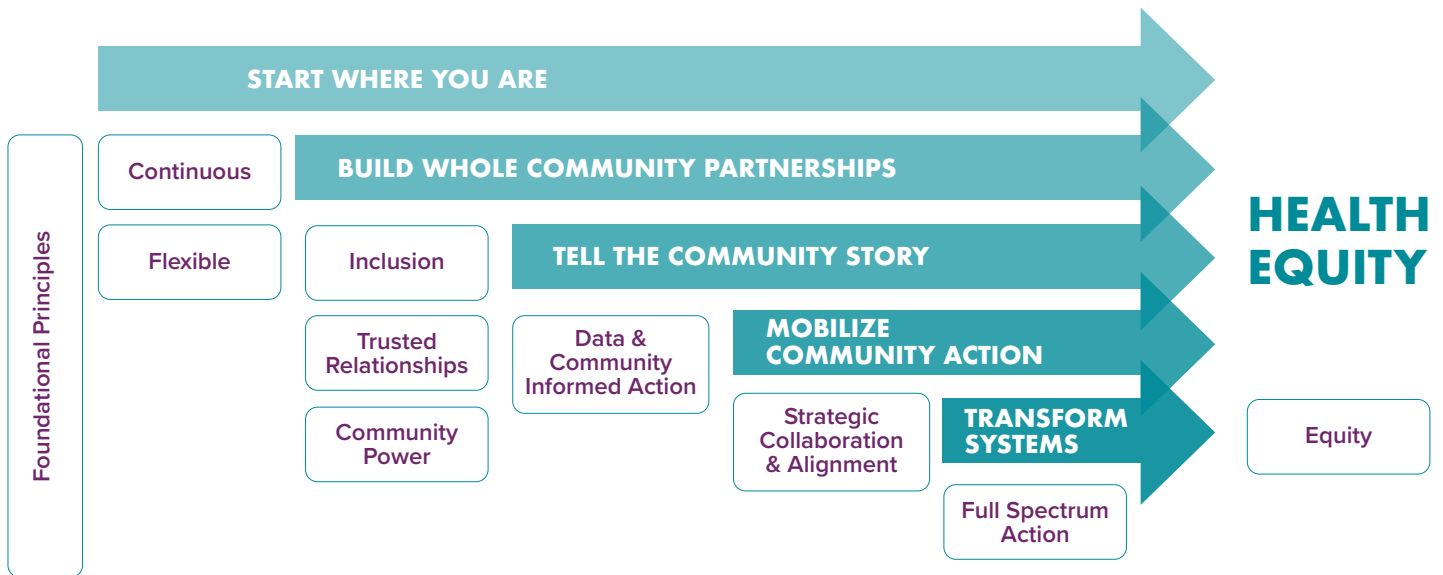 START WHERE YOU ARE
Foundational Principles
Continuous
BUILD WHOLE COMMUNITY PARTNERSHIPS
Flexible
Inclusion
TELL THE COMMUNITY STORY
HEALTH
EQUITY
Trusted
Relationships
Data &
Community
Informed Action
MOBILIZE
COMMUNITY ACTION
Community
Power
Strategic
Collaboration
& Alignment
TRANSFORM
SYSTEMS
Equity
Full Spectrum
Action